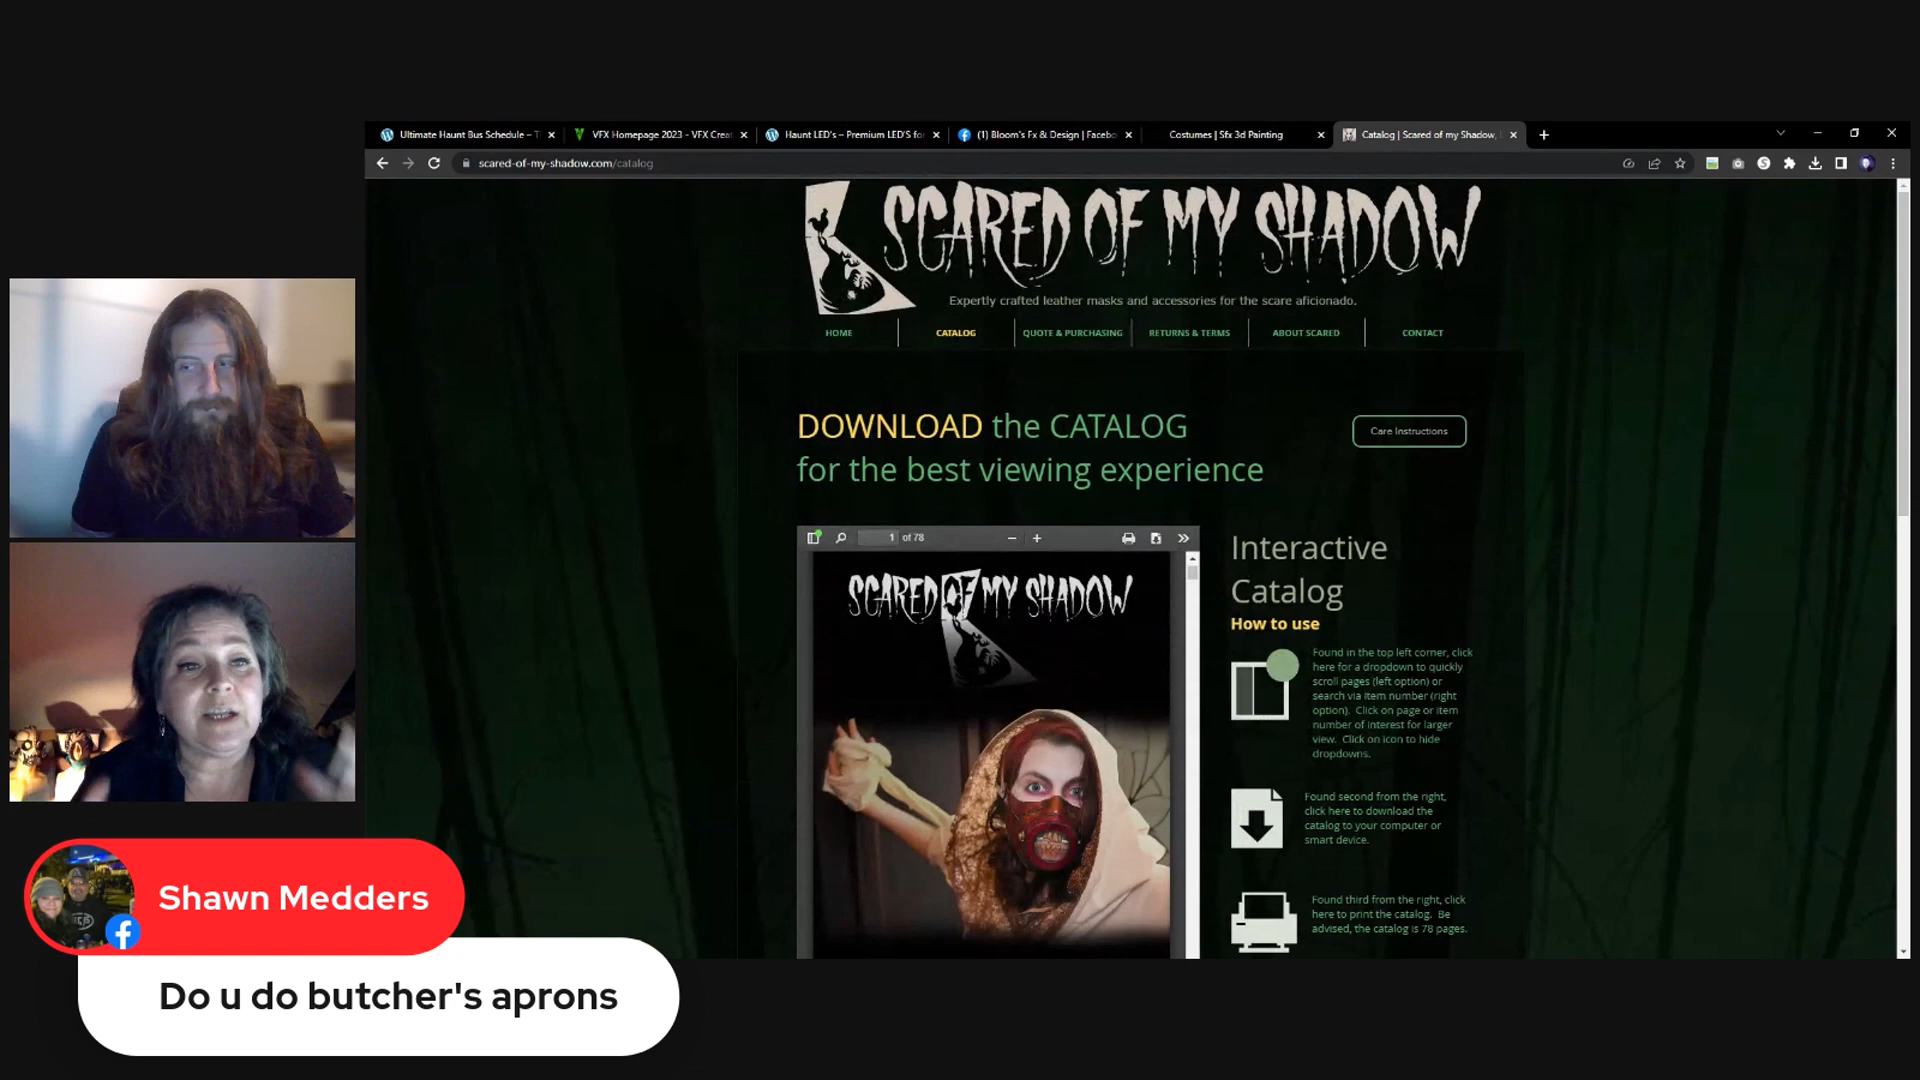 Ultimate Haunt Bus Schedule – T
VFX Homepage 2023 - VFX Creat
Haunt LED's – Premium LED'S for
(1) Bloom's Fx & Design | Facebo
Costumes | Sfx 3d Painting
Catalog | Scared of my Shadow, L
scared-of-my-shadow.com/catalog
SCARED OF MY SHADOW
Expertly crafted leather masks and accessories for the scare aficionado.
HOME
CATALOG
QUOTE & PURCHASING
RETURNS & TERMS
ABOUT SCARED
CONTACT
DOWNLOAD the CATALOG
for the best viewing experience
Care Instructions
1 of 78
SCARED OF MY SHADOW
Interactive
Catalog
How to use
Found in the top left corner, click
here for a dropdown to quickly
scroll pages (left option) or
search via item number (right
option). Click on page or item
number of interest for larger
view. Click on icon to hide
dropdowns.
Found second from the right,
click here to download the
catalog to your computer or
smart device.
Found third from the right, click
here to print the catalog. Be
advised, the catalog is 78 pages.
Shawn Medders
Do u do butcher's aprons